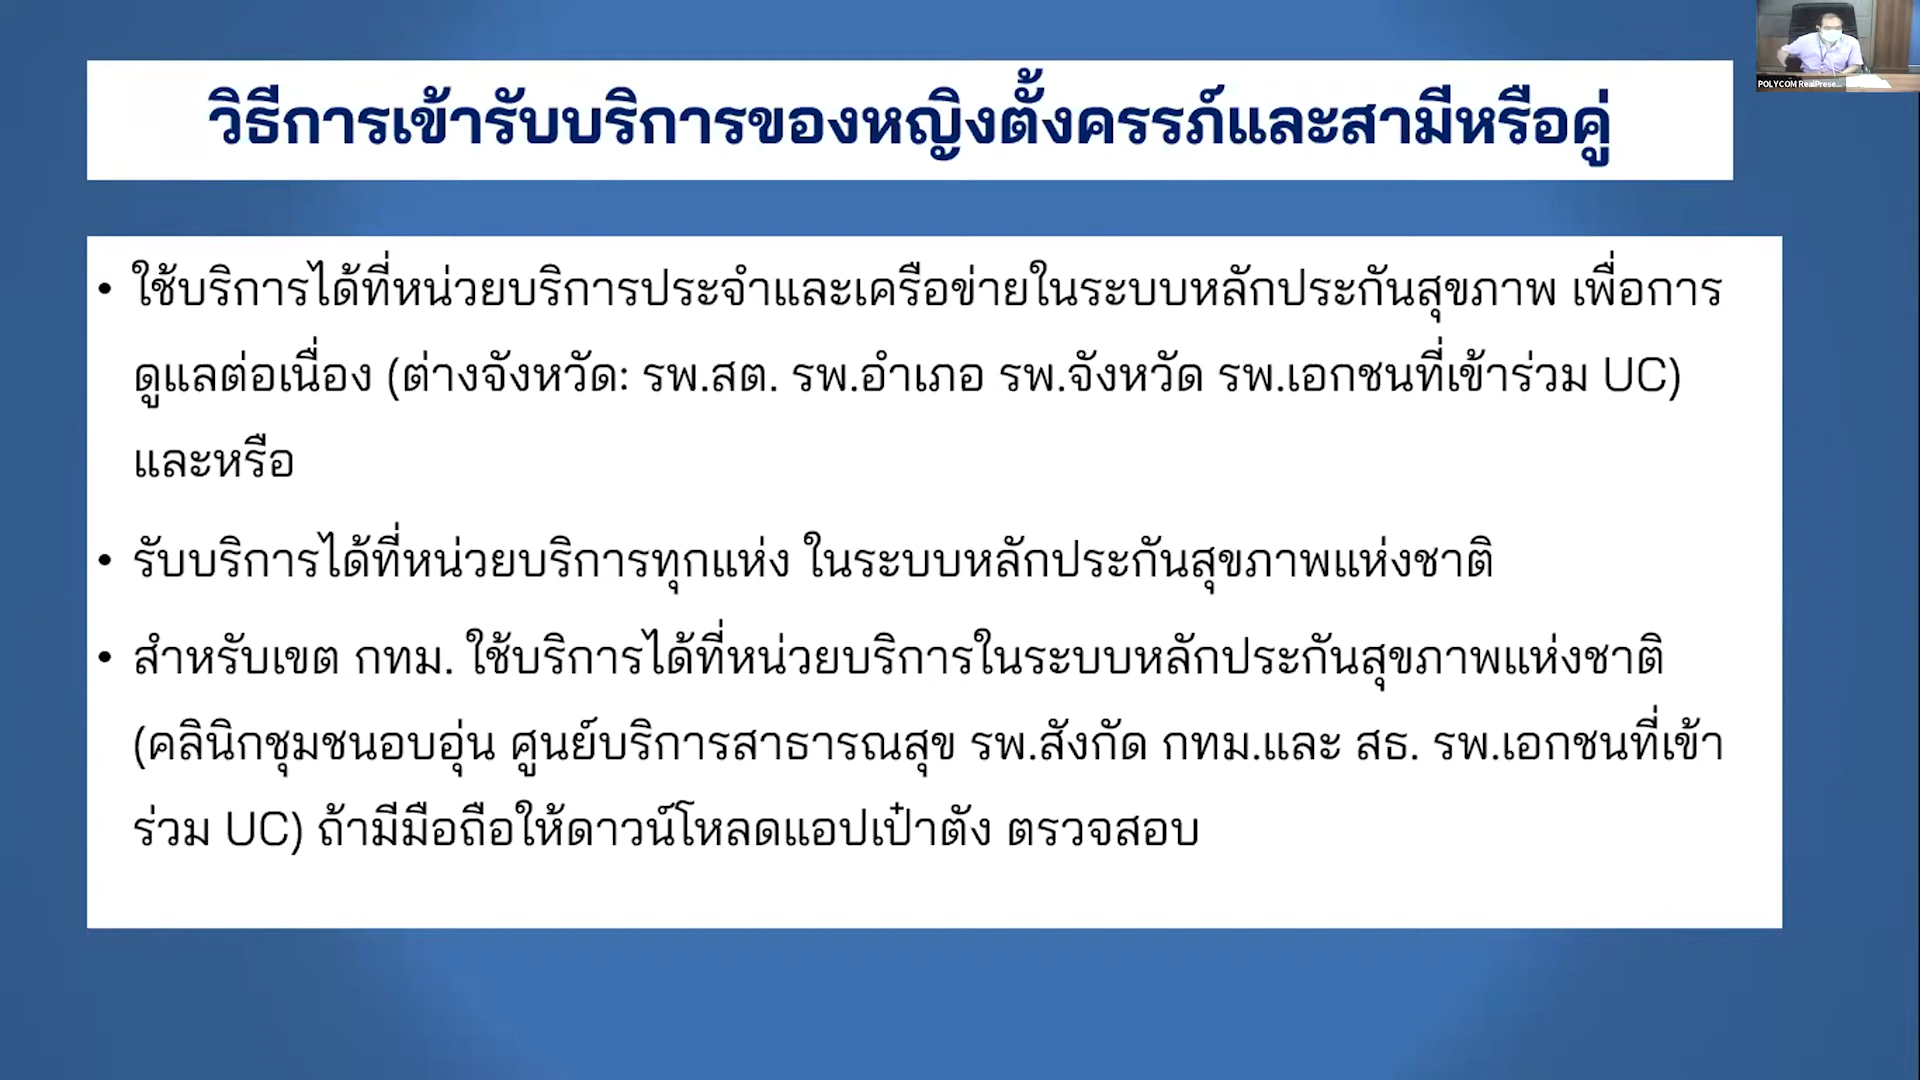 วิธีการเข้ารับบริการของหญิงตั้งครรภ์และสามีหรือคู่
POLYCOM RealPrese...
• ใช้บริการได้ที่หน่วยบริการประจำและเครือข่ายในระบบหลักประกันสุขภาพ เพื่อการ
ดูแลต่อเนื่อง (ต่างจังหวัด: รพ.สต. รพ.อำเภอ รพ.จังหวัด รพ.เอกชนที่เข้าร่วม UC)
และหรือ
• รับบริการได้ที่หน่วยบริการทุกแห่ง ในระบบหลักประกันสุขภาพแห่งชาติ
• สำหรับเขต กทม. ใช้บริการได้ที่หน่วยบริการในระบบหลักประกันสุขภาพแห่งชาติ
(คลินิกชุมชนอบอุ่น ศูนย์บริการสาธารณสุข รพ.สังกัด กทม.และ สธ. รพ.เอกชนที่เข้า
ร่วม UC) ถ้ามีมือถือให้ดาวน์โหลดแอปเป๋าตัง ตรวจสอบ